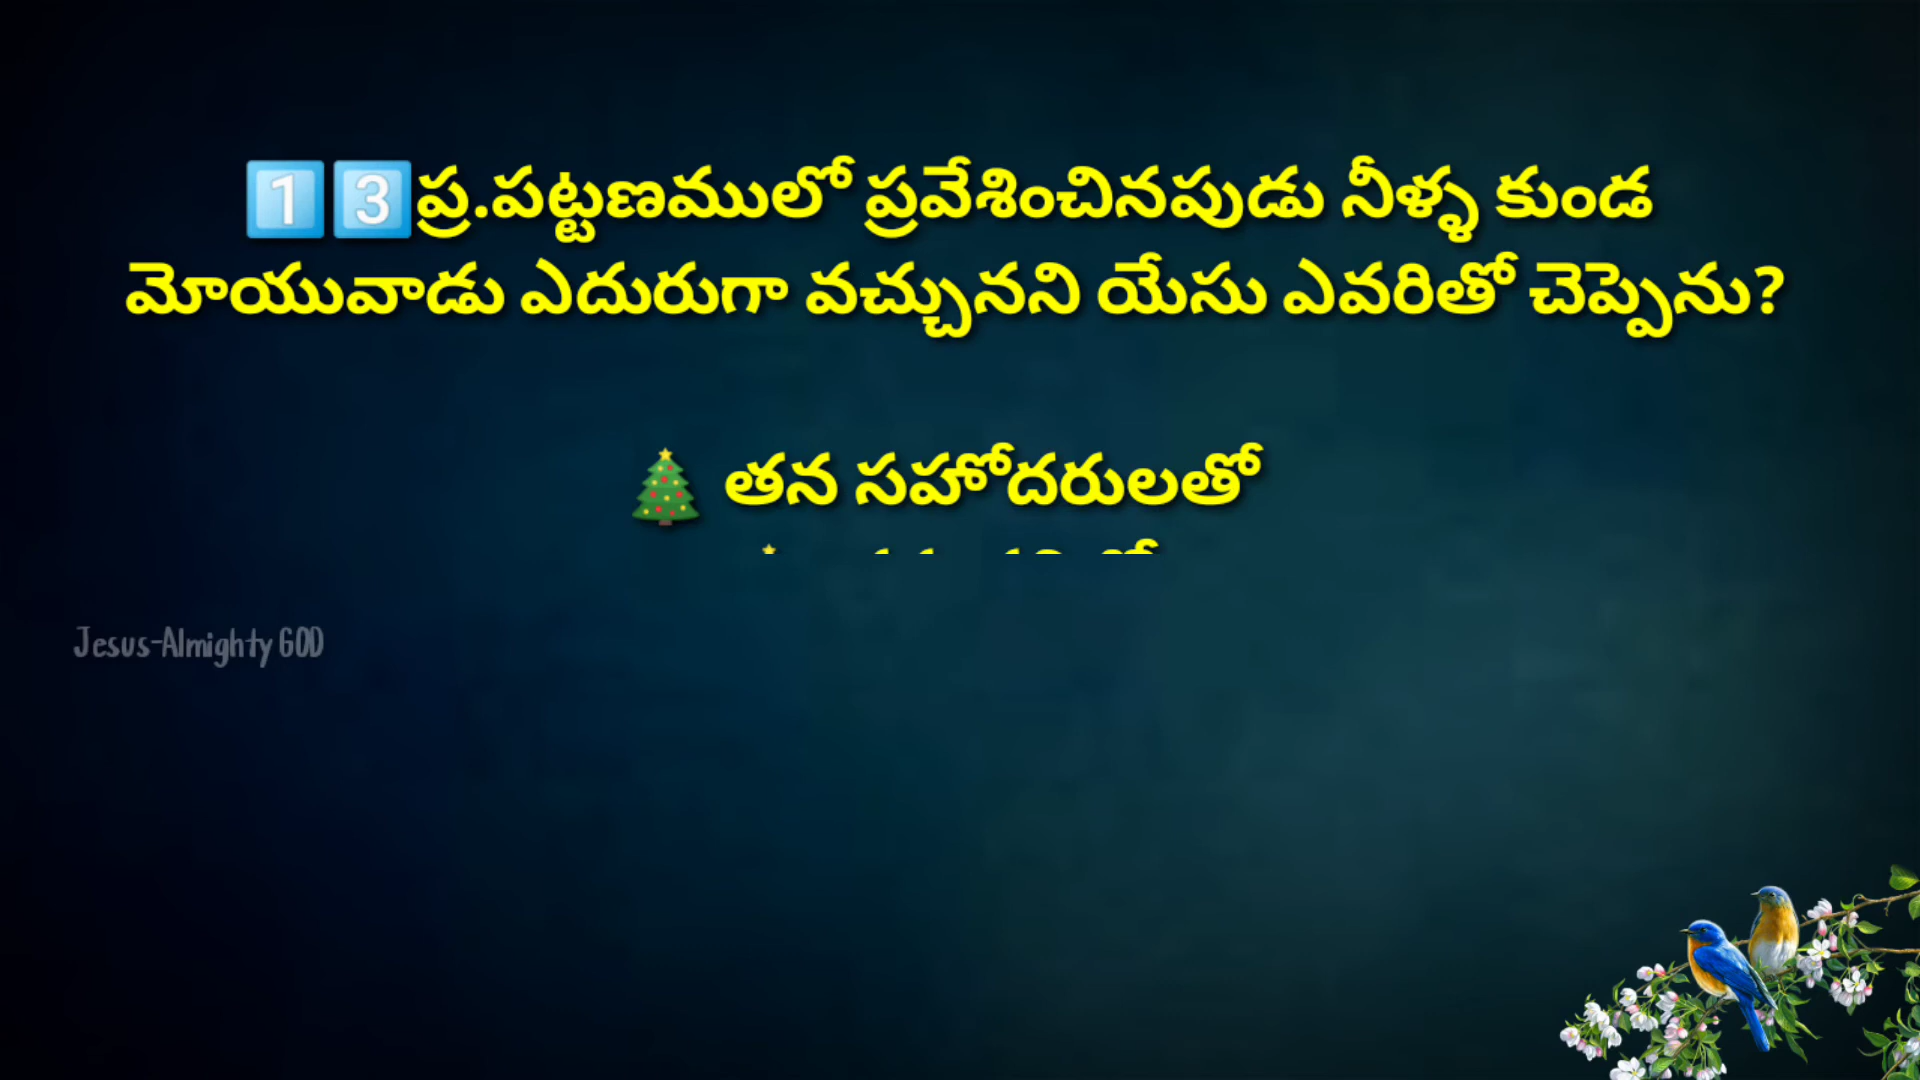 1️⃣3️⃣ప్ర.పట్టణములో ప్రవేశించినపుడు నీళ్ళ కుండ
మోయువాడు ఎదురుగా వచ్చునని యేసు ఎవరితో చెప్పెను?
🎄 తన సహోదరులతో
Jesus-Almighty GOD